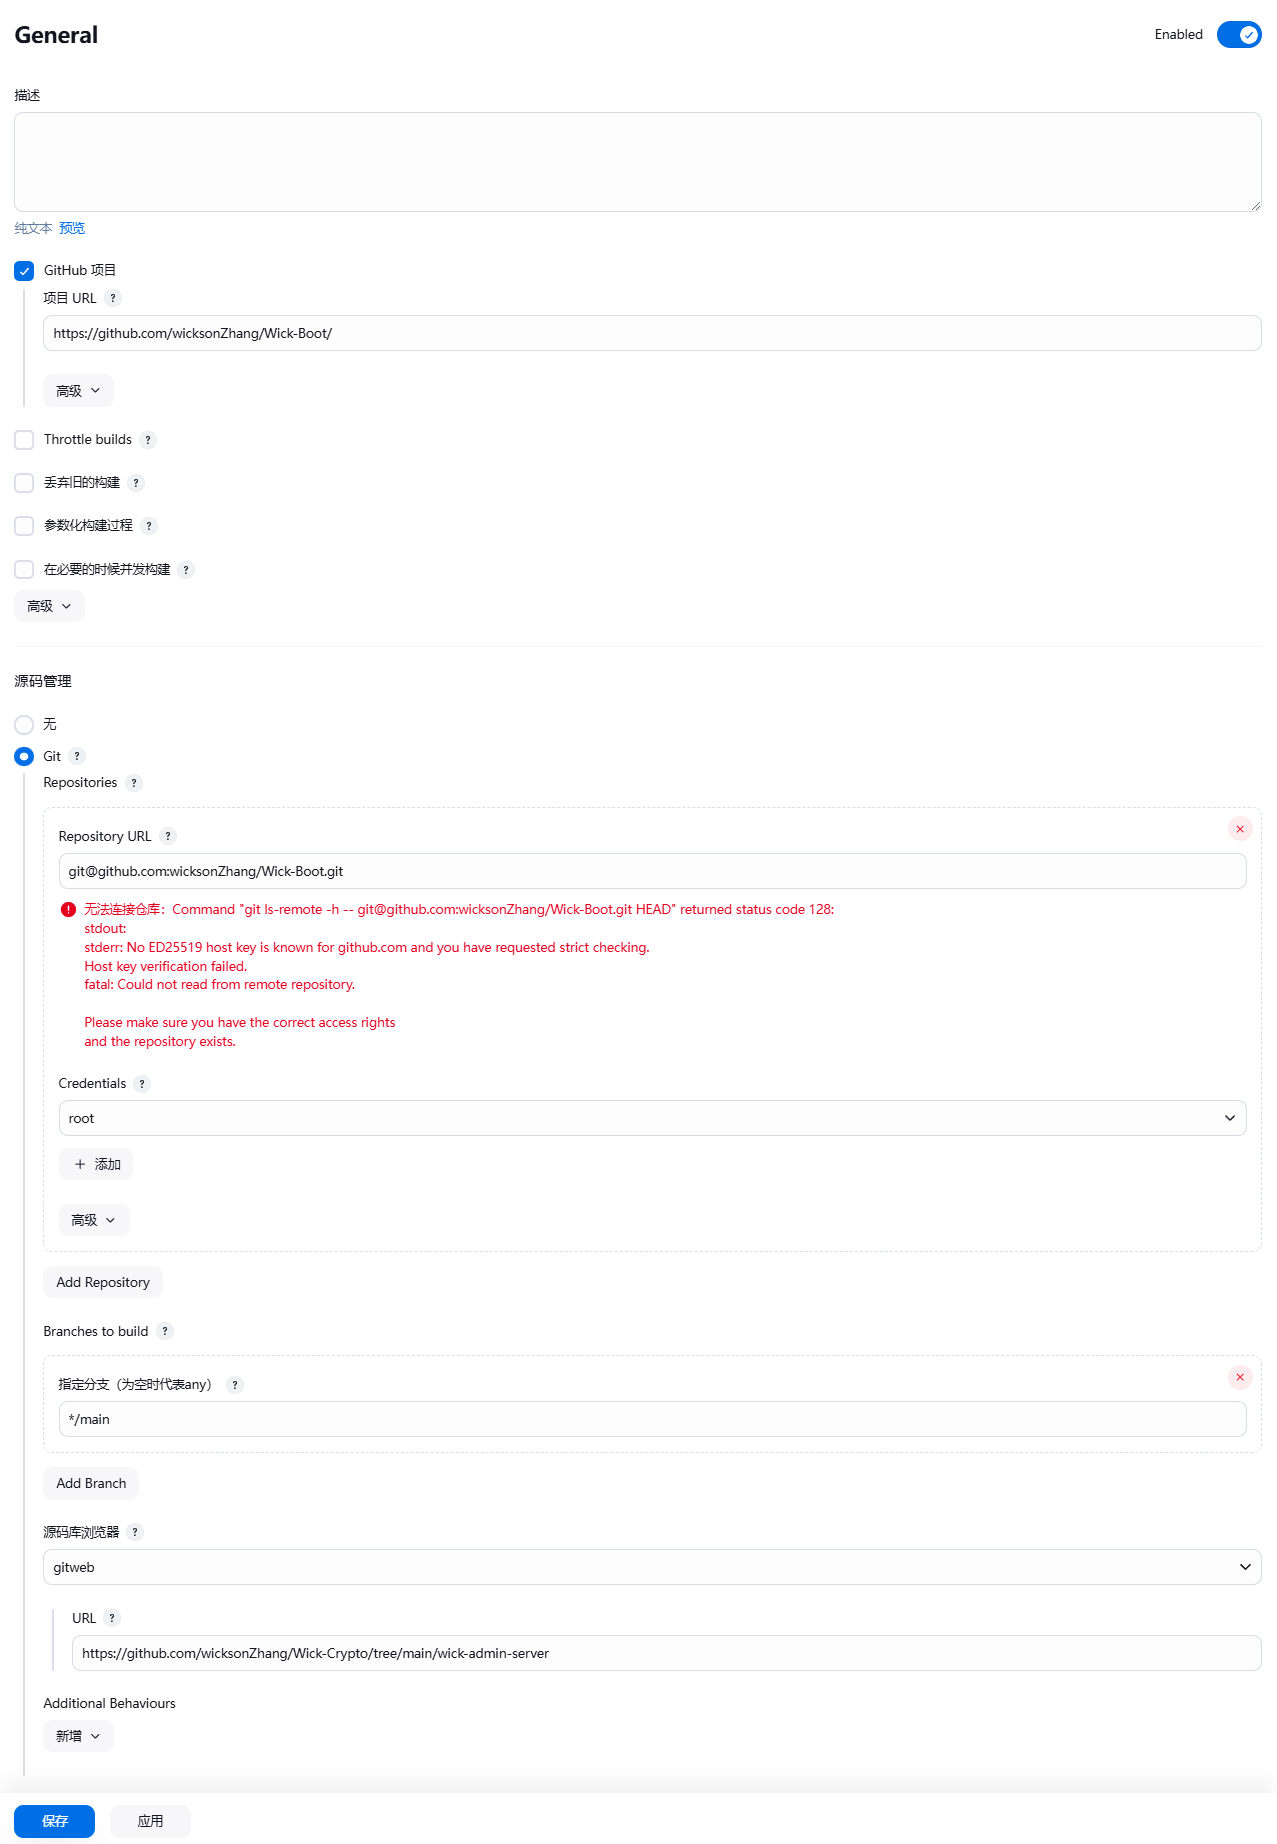 General
Enabled
描述
纯文本 预览
GitHub 项目
项目 URL ?
https://github.com/wicksonZhang/Wick-Boot/
高级
Throttle builds ?
丢弃旧的构建 ?
参数化构建过程 ?
在必要的时候并发构建 ?
高级
源码管理
无
Git ?
Repositories ?
Repository URL ?
git@github.com:wicksonZhang/Wick-Boot.git
无法连接仓库：Command "git ls-remote -h -- git@github.com:wicksonZhang/Wick-Boot.git HEAD" returned status code 128:
stdout:
stderr: No ED25519 host key is known for github.com and you have requested strict checking.
Host key verification failed.
fatal: Could not read from remote repository.
Please make sure you have the correct access rights
and the repository exists.
Credentials ?
root
添加
高级
Add Repository
Branches to build ?
指定分支（为空时代表any） ?
*/main
Add Branch
源码库浏览器 ?
gitweb
URL ?
https://github.com/wicksonZhang/Wick-Crypto/tree/main/wick-admin-server
Additional Behaviours
新增
保存 应用